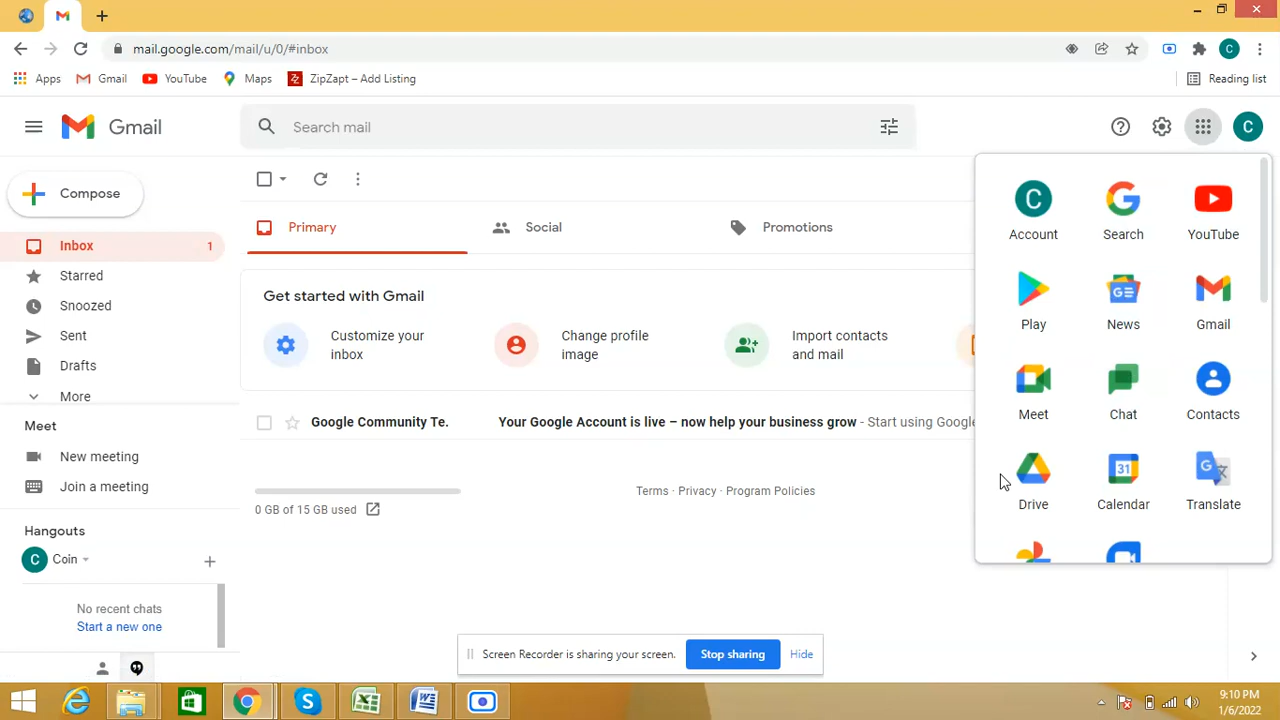 mail.google.com/mail/u/0/#inbox
C
Apps
Gmail
YouTube
Maps
ZZ
ZipZapt – Add Listing
Reading list
Gmail
Search mail
C
Compose
Inbox
1
Starred
Snoozed
Sent
Drafts
More
Meet
New meeting
Join a meeting
Hangouts
C
Coin
No recent chats
Start a new one
Primary
Social
Promotions
Get started with Gmail
Customize your
inbox
Change profile
image
Import contacts
and mail
Google Community Te.
Your Google Account is live – now help your business grow - Start using Google
0 GB of 15 GB used
Terms · Privacy · Program Policies
C
Account
Search
YouTube
Play
GE
News
Gmail
Meet
Chat
Contacts
Drive
31
Calendar
G
Translate
Screen Recorder is sharing your screen.
Stop sharing
Hide
9:10 PM
1/6/2022